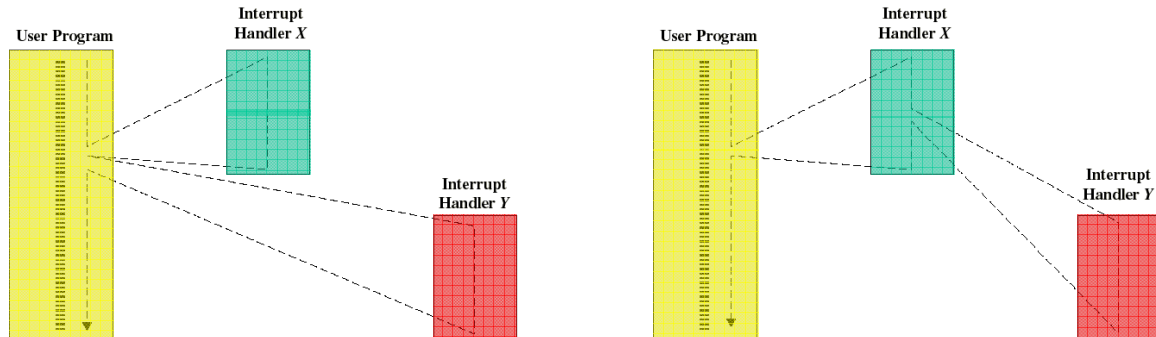 Interrupt
Handler X
User Program
Interrupt
Handler Y
Interrupt
Handler X
User Program
Interrupt
Handler Y